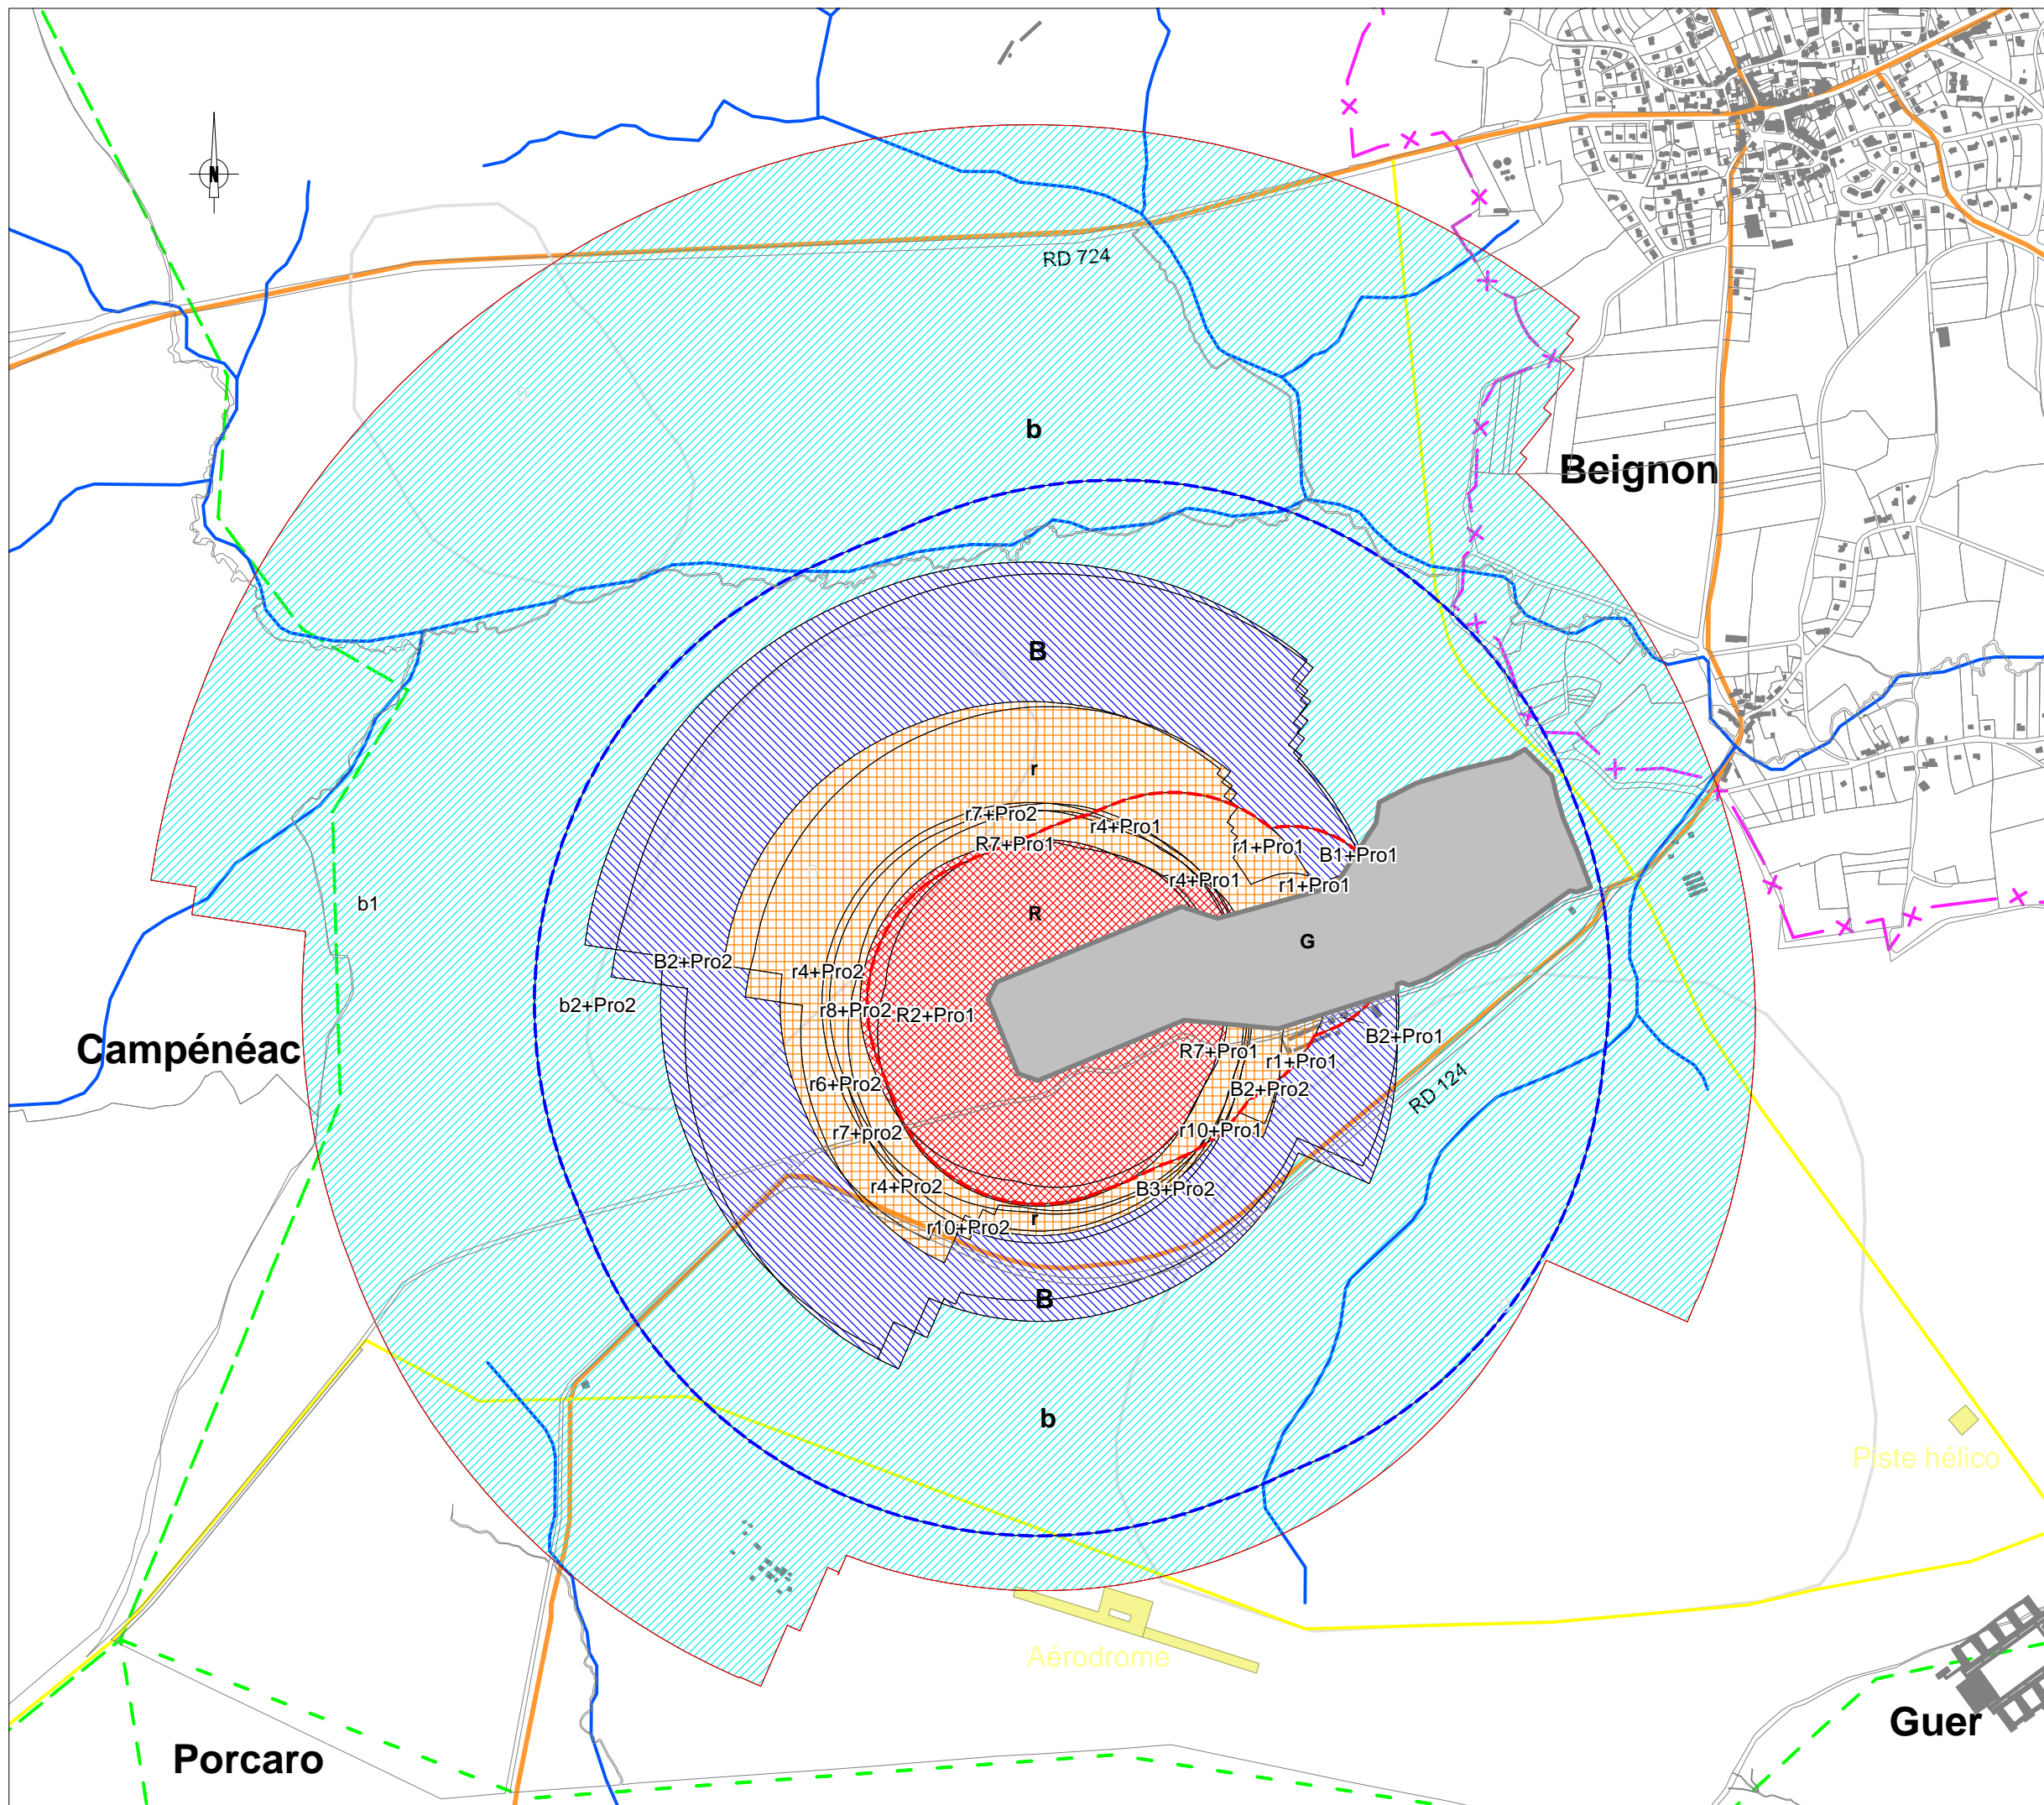 N
RD 724
b
Beignon
B
r
r7+Pro2
r4+Pro1
R7+Pro1
r1+Pro1
B1+Pro1
r4+Pro1
r1+Pro1
b1
R
G
B2+Pro2
r4+Pro2
b2+Pro2
r8+Pro2
R2+Pro1
B2+Pro1
Campénéac
R7+Pro1
r1+Pro1
r6+Pro2
B2+Pro2
RD 124
r7+pro2
r10+Pro1
r4+Pro2
B3+Pro2
r
r10+Pro2
B
b
Piste hélico
Aérodrome
Guer
Porcaro